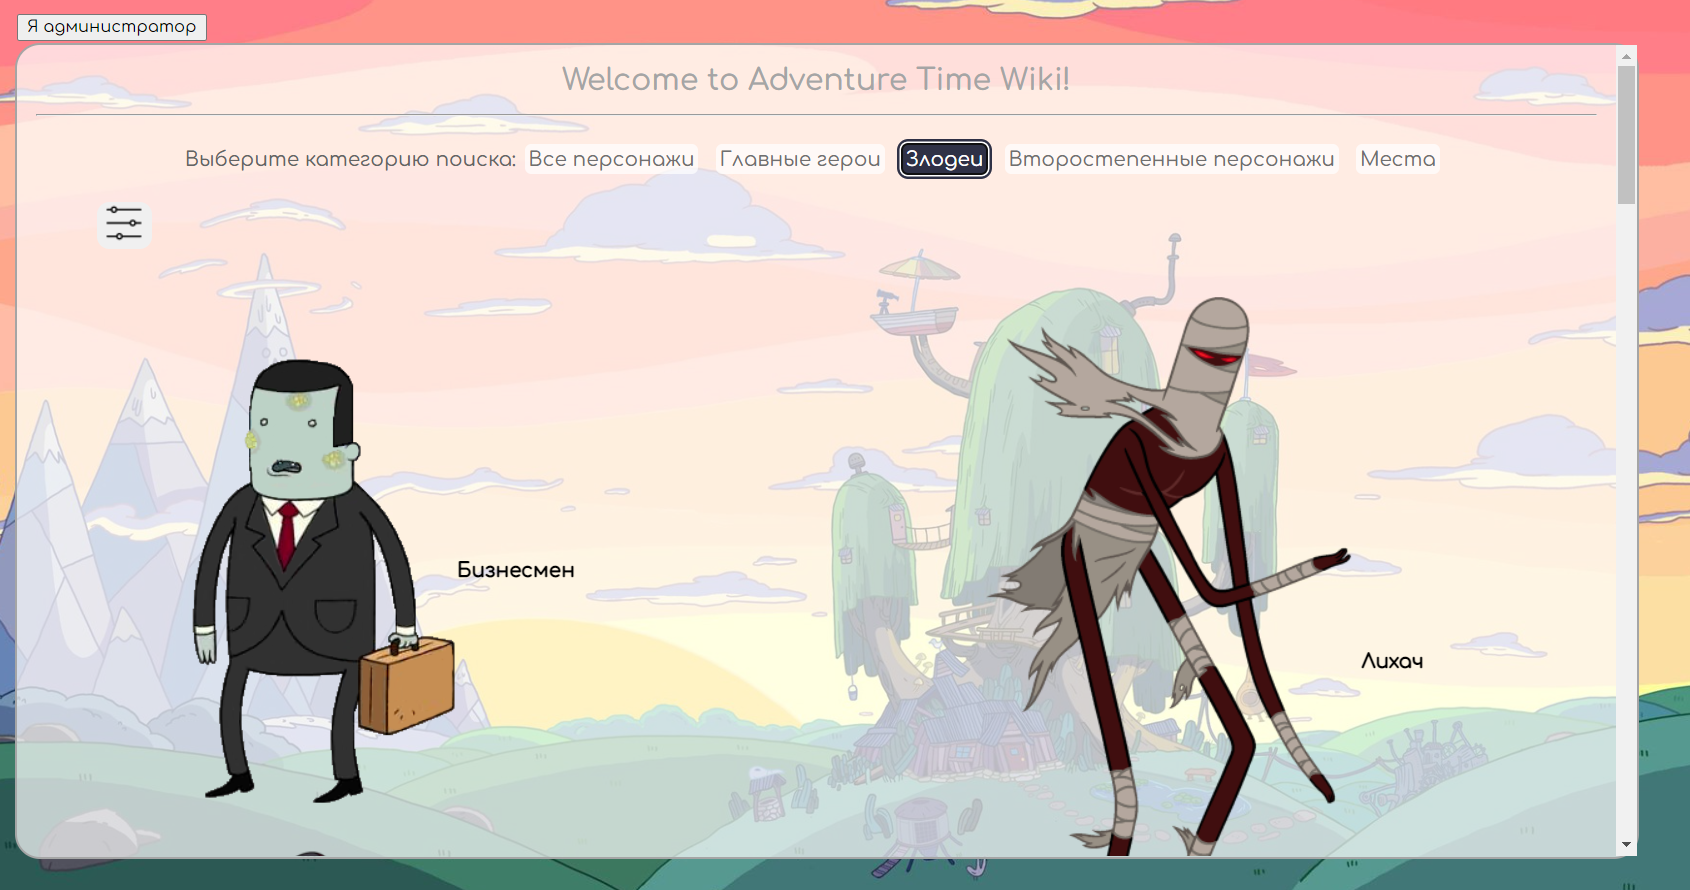 Я администратор
Welcome to Adventure Time Wiki!
Выберите категорию поиска: Все персонажи Главные герои Злодеи Второстепенные персонажи Места
Бизнесмен
Лихач